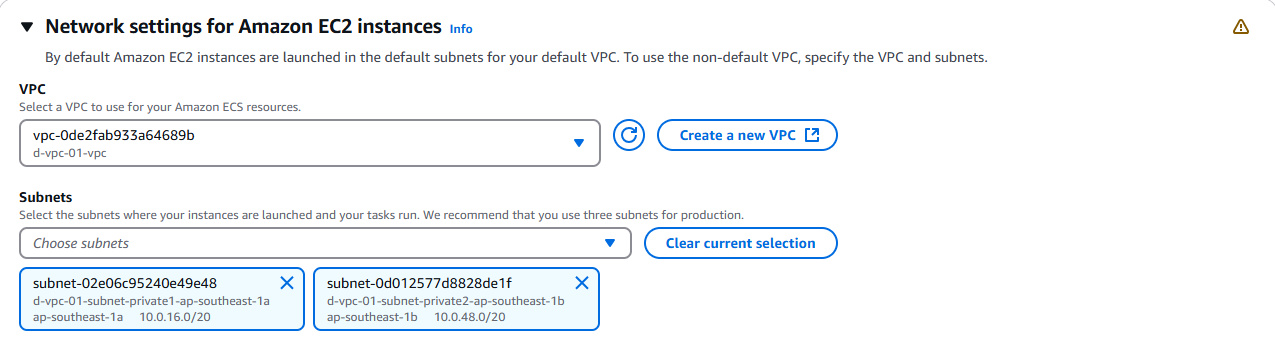 Network settings for Amazon EC2 instances Info
By default Amazon EC2 instances are launched in the default subnets for your default VPC. To use the non-default VPC, specify the VPC and subnets.
VPC
Select a VPC to use for your Amazon ECS resources.
vpc-0de2fab933a64689b
d-vpc-01-vpc
Create a new VPC
Subnets
Select the subnets where your instances are launched and your tasks run. We recommend that you use three subnets for production.
Choose subnets
Clear current selection
subnet-02e06c95240e49e48
d-vpc-01-subnet-private1-ap-southeast-1a
ap-southeast-1a 10.0.16.0/20
subnet-0d012577d8828de1f
d-vpc-01-subnet-private2-ap-southeast-1b
ap-southeast-1b 10.0.48.0/20